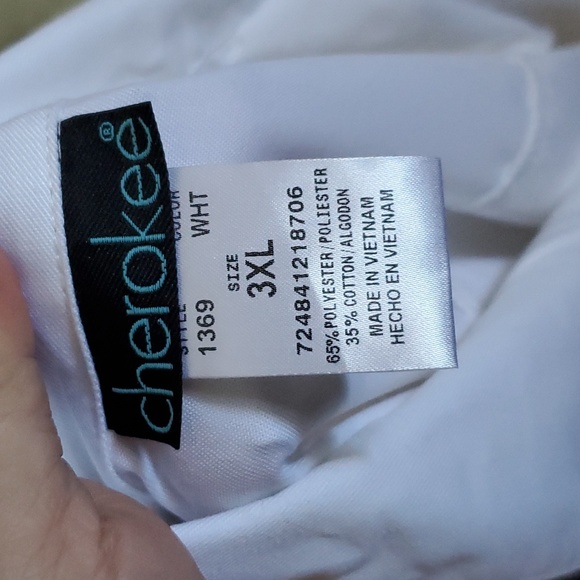 cherokee®
STYLE COLOR
1369 WHT
SIZE
3XL
724841218706
65% POLYESTER/POLIESTER
35% COTTON/ALGODON
MADE IN VIETNAM
HECHO EN VIETNAM